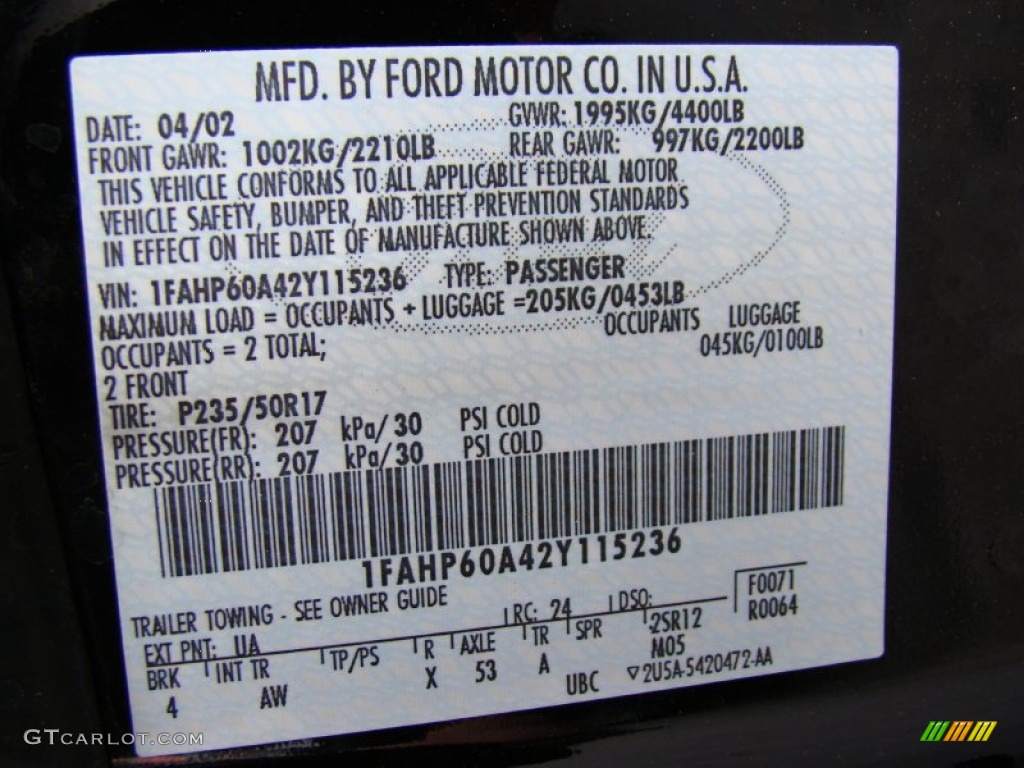 MFD. BY FORD MOTOR CO. IN U.S.A.
DATE: 04/02 GVWR: 1995KG/4400LB
FRONT GAWR: 1002KG/2210LB REAR GAWR: 997KG/2200LB
THIS VEHICLE CONFORMS TO ALL APPLICABLE FEDERAL MOTOR
VEHICLE SAFETY, BUMPER, AND THEFT PREVENTION STANDARDS
IN EFFECT ON THE DATE OF MANUFACTURE SHOWN ABOVE.
VIN: 1FAHP60A42Y115236 TYPE: PASSENGER
MAXIMUM LOAD = OCCUPANTS + LUGGAGE =205KG/0453LB
OCCUPANTS = 2 TOTAL; OCCUPANTS LUGGAGE
2 FRONT 045KG/0100LB
TIRE: P235/50R17
PRESSURE(FR): 207 kPa/30 PSI COLD
PRESSURE(RR): 207 kPa/30 PSI COLD
1FAHP60A42Y115236
TRAILER TOWING - SEE OWNER GUIDE F0071
EXT PNT: UA RC: 24 DSO: R0064
BRK INT TR TP/PS R AXLE TR SPR 2SR12
4 AW X 53 A M05
UBC ▽2U5A-5420472-AA
GTCARLOT.COM